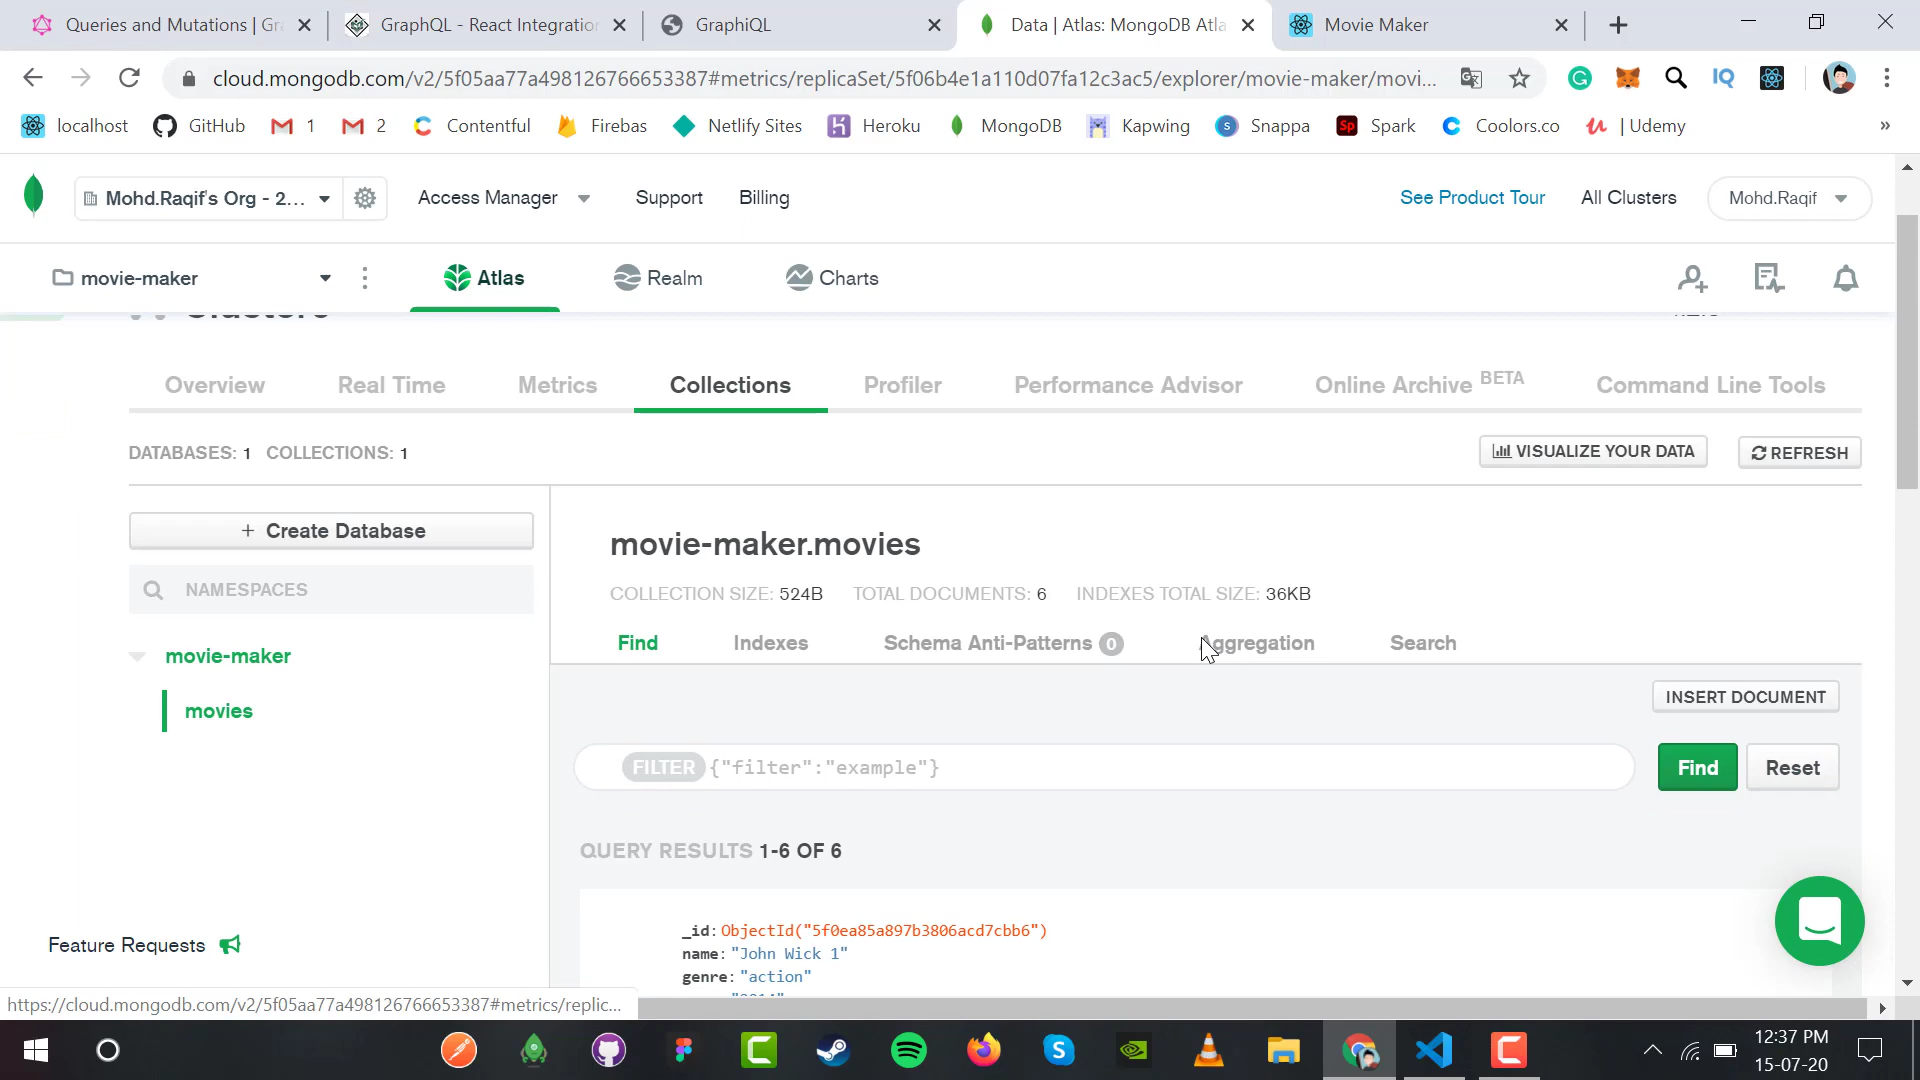 Queries and Mutations | Gra
GraphQL - React Integration
GraphiQL
Data | Atlas: MongoDB Atla
Movie Maker
cloud.mongodb.com/v2/5f05aa77a498126766653387#metrics/replicaSet/5f06b4e1a110d07fa12c3ac5/explorer/movie-maker/movi...
IQ
localhost
GitHub
1
2
Contentful
Firebas
Netlify Sites
Heroku
MongoDB
Kapwing
Snappa
Sp Spark
Coolors.co
| Udemy
»
Mohd.Raqif's Org - 2...
Access Manager
Support
Billing
See Product Tour
All Clusters
Mohd.Raqif
movie-maker
Atlas
Realm
Charts
Clusters
Overview
Real Time
Metrics
Collections
Profiler
Performance Advisor
Online Archive BETA
Command Line Tools
DATABASES: 1 COLLECTIONS: 1
VISUALIZE YOUR DATA
REFRESH
+ Create Database
NAMESPACES
movie-maker
movies
movie-maker.movies
COLLECTION SIZE: 524B TOTAL DOCUMENTS: 6 INDEXES TOTAL SIZE: 36KB
Find
Indexes
Schema Anti-Patterns 0
Aggregation
Search
INSERT DOCUMENT
FILTER {"filter":"example"}
Find
Reset
QUERY RESULTS 1-6 OF 6
_id: ObjectId("5f0ea85a897b3806acd7cbb6")
name: "John Wick 1"
genre: "action"
Feature Requests
https://cloud.mongodb.com/v2/5f05aa77a498126766653387#metrics/replic...
12:37 PM
15-07-20